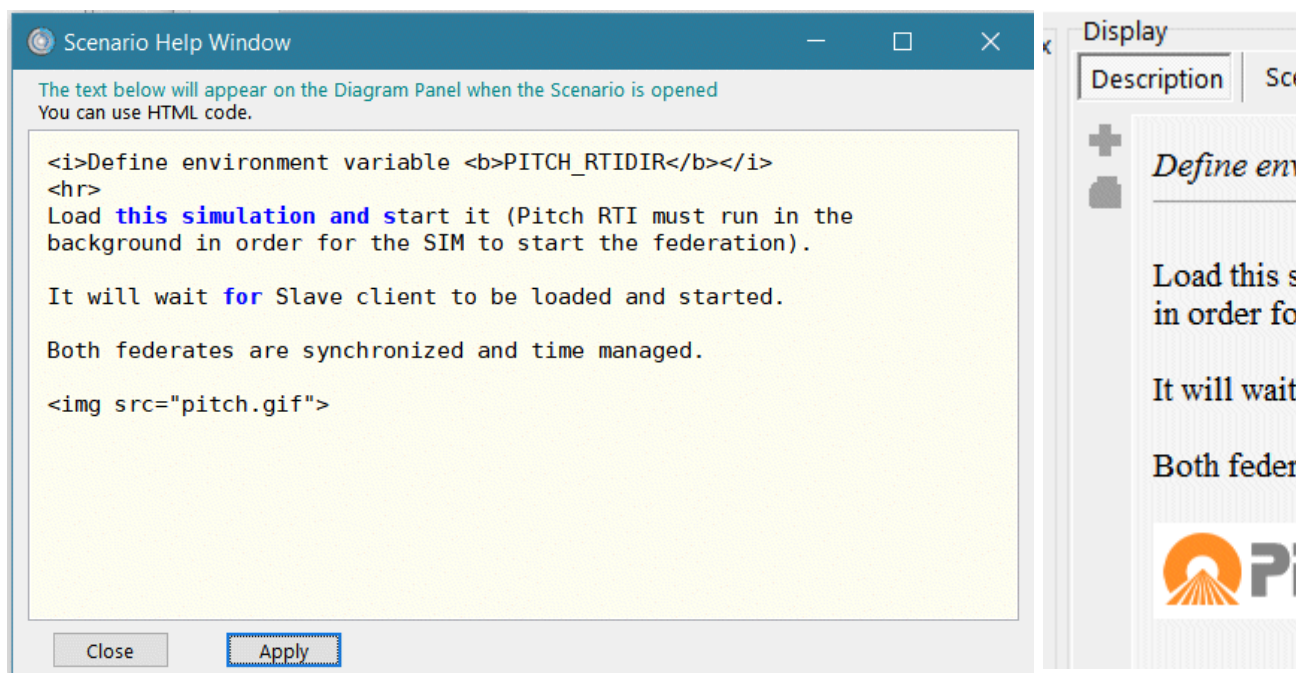 Scenario Help Window
The text below will appear on the Diagram Panel when the Scenario is opened
You can use HTML code.
<i>Define environment variable <b>PITCH_RTIDIR</b></i>
<hr>
Load this simulation and start it (Pitch RTI must run in the
background in order for the SIM to start the federation).
It will wait for Slave client to be loaded and started.
Both federates are synchronized and time managed.
<img src="pitch.gif">
Close
Apply
x
Display
Description
Define
Load this
in order
It will wait
Both